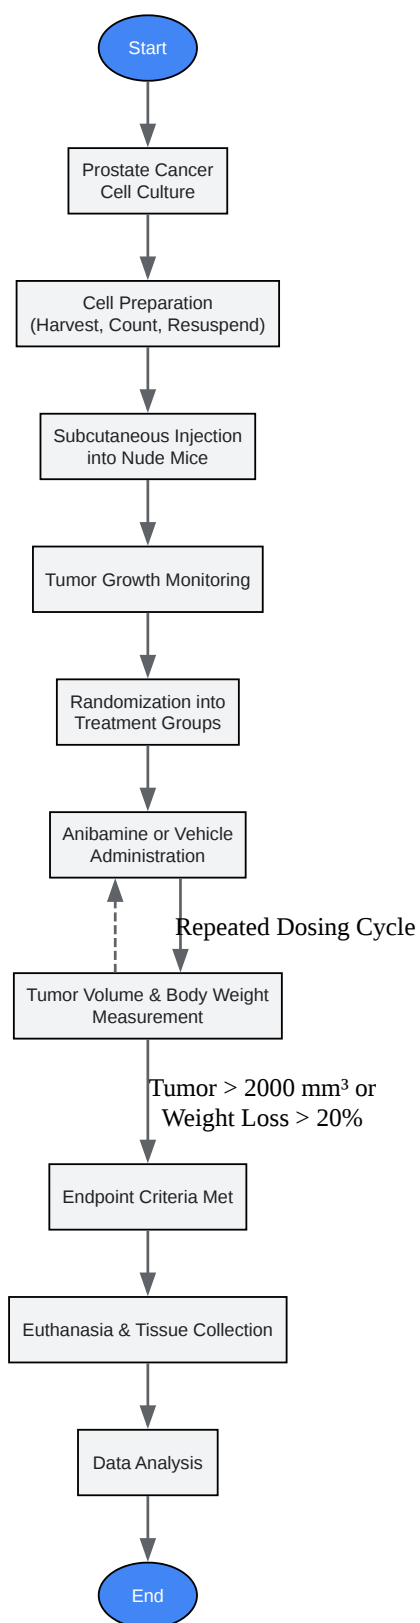 Start
Prostate Cancer
Cell Culture
Cell Preparation
(Harvest, Count, Resuspend)
Subcutaneous Injection
into Nude Mice
Tumor Growth Monitoring
Randomization into
Treatment Groups
Anibamine or Vehicle
Administration
Repeated Dosing Cycle
Tumor Volume & Body Weight
Measurement
Tumor > 2000 mm³ or
Weight Loss > 20%
Endpoint Criteria Met
Euthanasia & Tissue Collection
Data Analysis
End